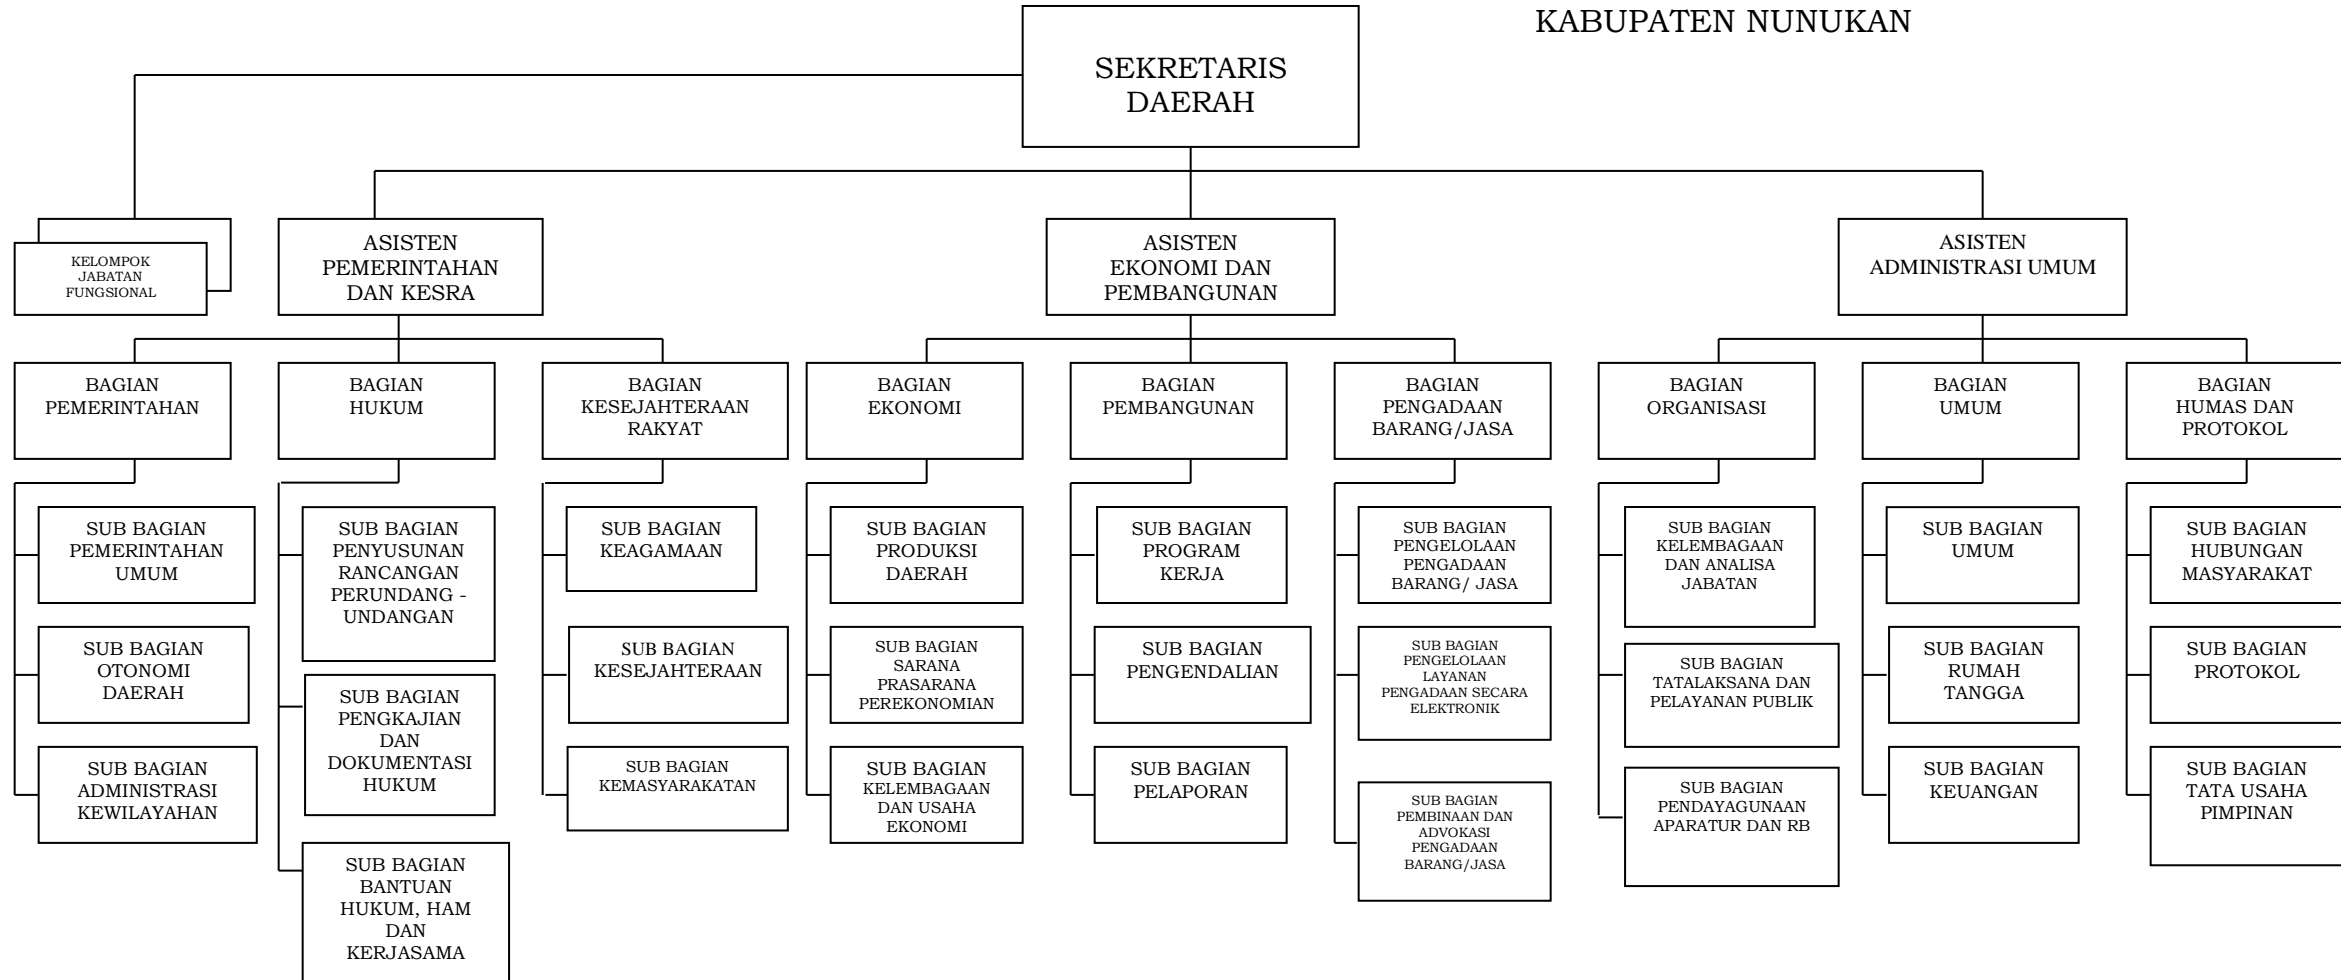 KABUPATEN NUNUKAN
SEKRETARIS
DAERAH
KELOMPOK
JABATAN
FUNGSIONAL
ASISTEN
PEMERINTAHAN
DAN KESRA
ASISTEN
EKONOMI DAN
PEMBANGUNAN
ASISTEN
ADMINISTRASI UMUM
BAGIAN
PEMERINTAHAN
BAGIAN
HUKUM
BAGIAN
KESEJAHTERAAN
RAKYAT
BAGIAN
EKONOMI
BAGIAN
PEMBANGUNAN
BAGIAN
PENGADAAN
BARANG/JASA
BAGIAN
ORGANISASI
BAGIAN
UMUM
BAGIAN
HUMAS DAN
PROTOKOL
SUB BAGIAN
PEMERINTAHAN
UMUM
SUB BAGIAN
OTONOMI
DAERAH
SUB BAGIAN
ADMINISTRASI
KEWILAYAHAN
SUB BAGIAN
PENYUSUNAN
RANCANGAN
PERUNDANG -
UNDANGAN
SUB BAGIAN
PENGKAJIAN
DAN
DOKUMENTASI
HUKUM
SUB BAGIAN
BANTUAN
HUKUM, HAM
DAN
KERJASAMA
SUB BAGIAN
KEAGAMAAN
SUB BAGIAN
KESEJAHTERAAN
SUB BAGIAN
KEMASYARAKATAN
SUB BAGIAN
PRODUKSI
DAERAH
SUB BAGIAN
SARANA
PRASARANA
PEREKONOMIAN
SUB BAGIAN
KELEMBAGAAN
DAN USAHA
EKONOMI
SUB BAGIAN
PROGRAM
KERJA
SUB BAGIAN
PENGENDALIAN
SUB BAGIAN
PELAPORAN
SUB BAGIAN
PENGELOLAAN
PENGADAAN
BARANG/ JASA
SUB BAGIAN
PENGELOLAAN
LAYANAN
PENGADAAN SECARA
ELEKTRONIK
SUB BAGIAN
PEMBINAAN DAN
ADVOKASI
PENGADAAN
BARANG/JASA
SUB BAGIAN
KELEMBAGAAN
DAN ANALISA
JABATAN
SUB BAGIAN
TATALAKSANA DAN
PELAYANAN PUBLIK
SUB BAGIAN
PENDAYAGUNAAN
APARATUR DAN RB
SUB BAGIAN
UMUM
SUB BAGIAN
RUMAH
TANGGA
SUB BAGIAN
KEUANGAN
SUB BAGIAN
HUBUNGAN
MASYARAKAT
SUB BAGIAN
PROTOKOL
SUB BAGIAN
TATA USAHA
PIMPINAN